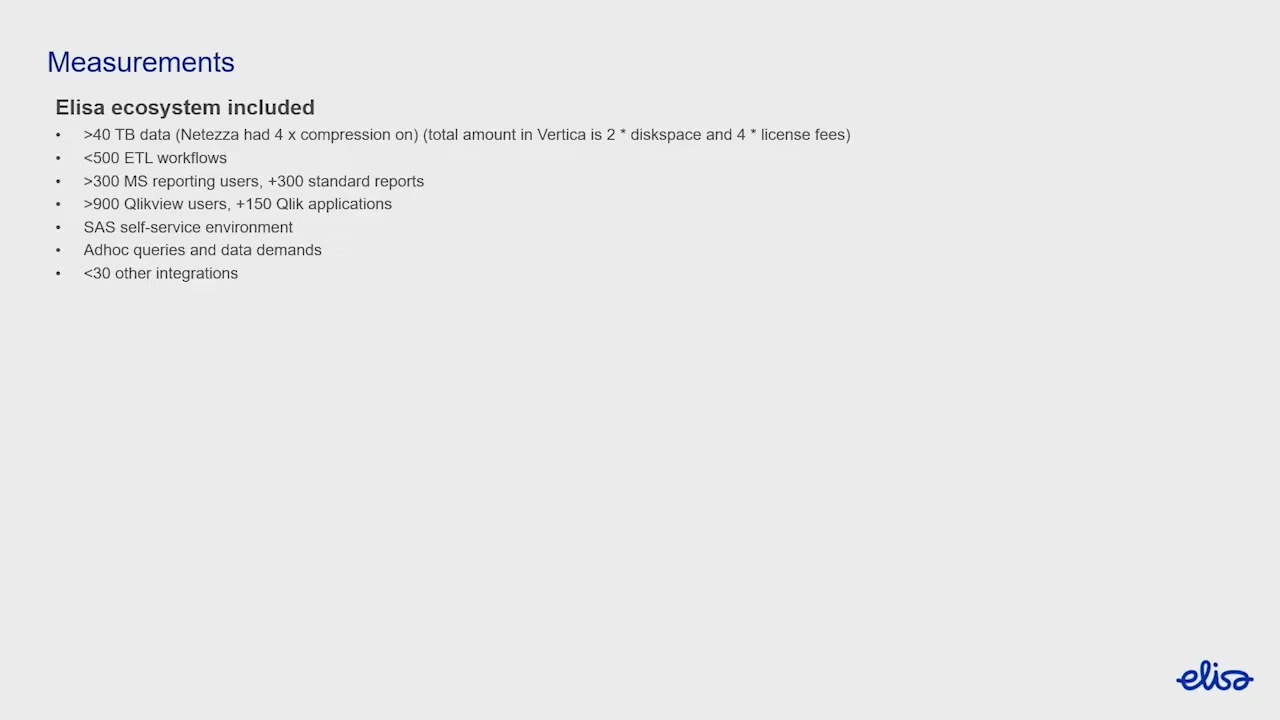 Measurements
Elisa ecosystem included
• >40 TB data (Netezza had 4 x compression on) (total amount in Vertica is 2 * diskspace and 4 * license fees)
• <500 ETL workflows
• >300 MS reporting users, +300 standard reports
• >900 Qlikview users, +150 Qlik applications
• SAS self-service environment
• Adhoc queries and data demands
• <30 other integrations
elisa